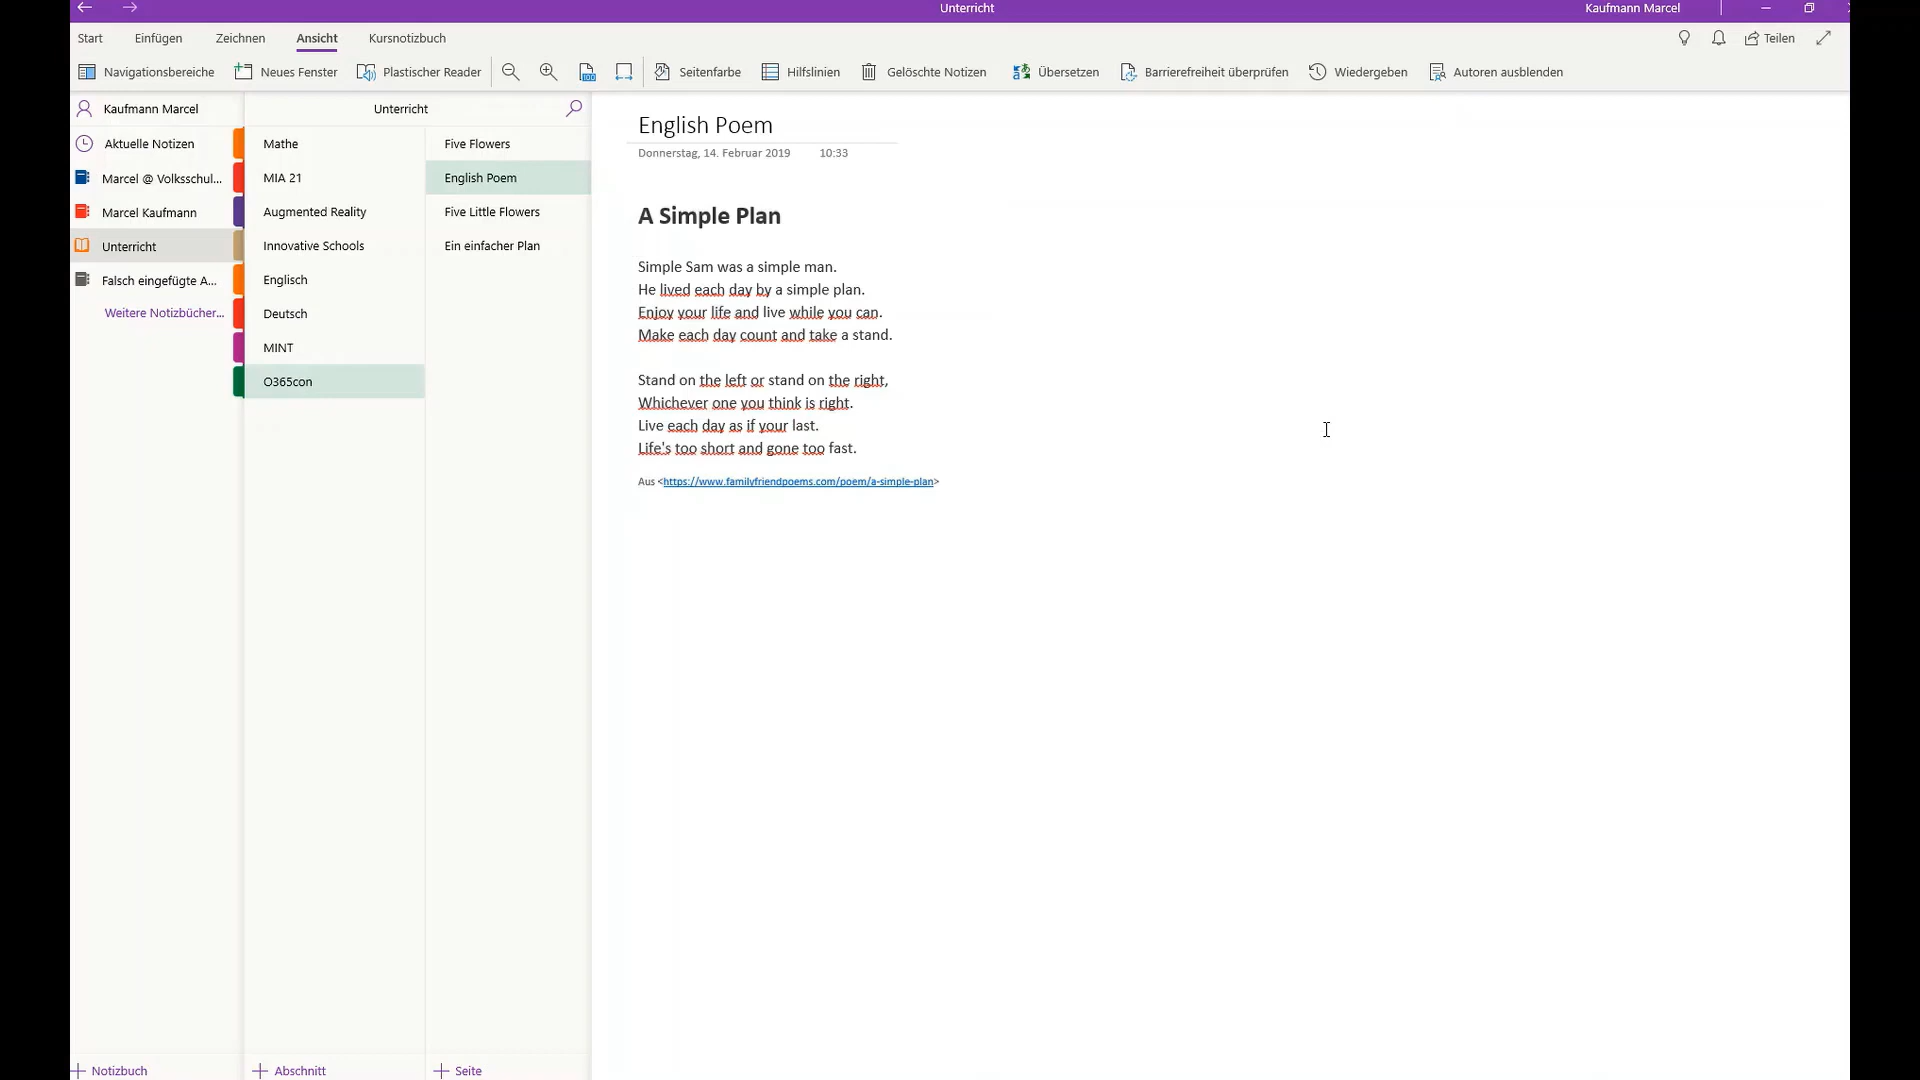 Unterricht
Kaufmann Marcel
Start
Einfügen
Zeichnen
Ansicht
Kursnotizbuch
Teilen
Navigationsbereiche
Neues Fenster
Plastischer Reader
100
Seitenfarbe
Hilfslinien
Gelöschte Notizen
Übersetzen
Barrierefreiheit überprüfen
Wiedergeben
Autoren ausblenden
Kaufmann Marcel
Aktuelle Notizen
Marcel @ Volksschul...
Marcel Kaufmann
Unterricht
Falsch eingefügte A...
Weitere Notizbücher...
Unterricht
Mathe
MIA 21
Augmented Reality
Innovative Schools
Englisch
Deutsch
MINT
O365con
Five Flowers
English Poem
Five Little Flowers
Ein einfacher Plan
English Poem
Donnerstag, 14. Februar 2019 10:33
A Simple Plan
Simple Sam was a simple man.
He lived each day by a simple plan.
Enjoy your life and live while you can.
Make each day count and take a stand.
Stand on the left or stand on the right,
Whichever one you think is right.
Live each day as if your last.
Life's too short and gone too fast.
Aus <https://www.familyfriendpoems.com/poem/a-simple-plan>
Notizbuch
Abschnitt
Seite